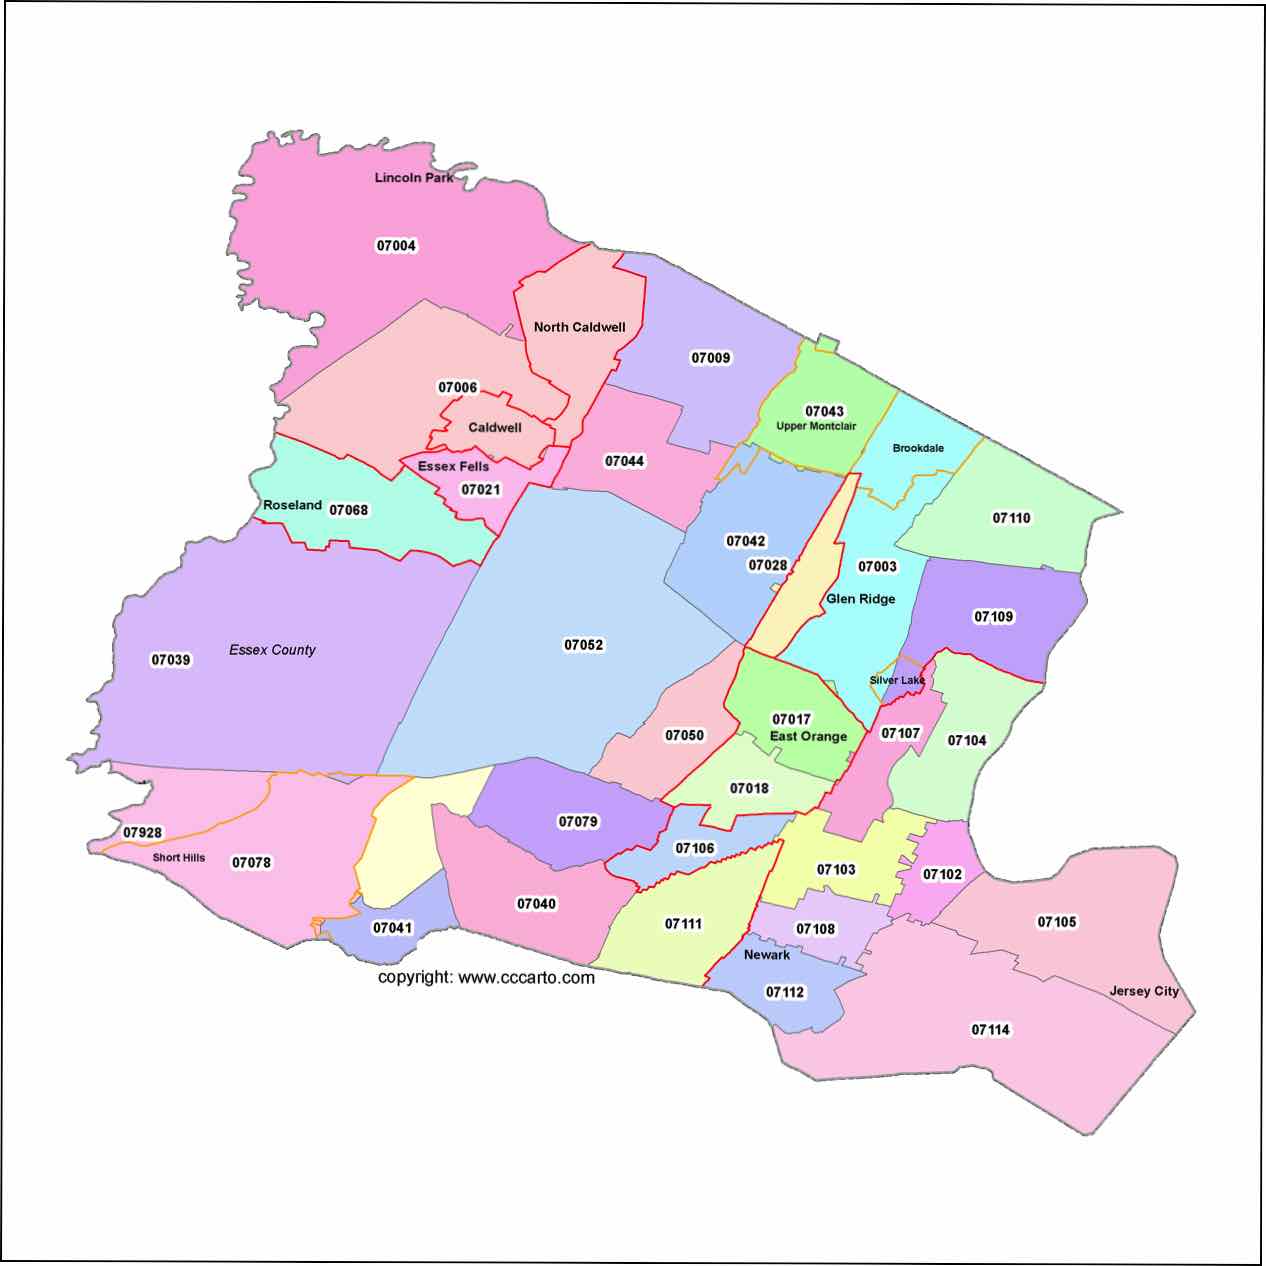 Lincoln Park
07004
North Caldwell
07009
07006
07043
Upper Montclair
Caldwell
Brookdale
Essex Fells
07044
07021
Roseland
07068
07110
07042
07028
07003
Glen Ridge
07109
Essex County
07039
07052
Silver Lake
07017
East Orange
07050
07107
07104
07018
07079
07928
Short Hills
07078
07106
07103
07102
07040
07041
07111
07108
07105
Newark
copyright: www.cccarto.com
07112
Jersey City
07114